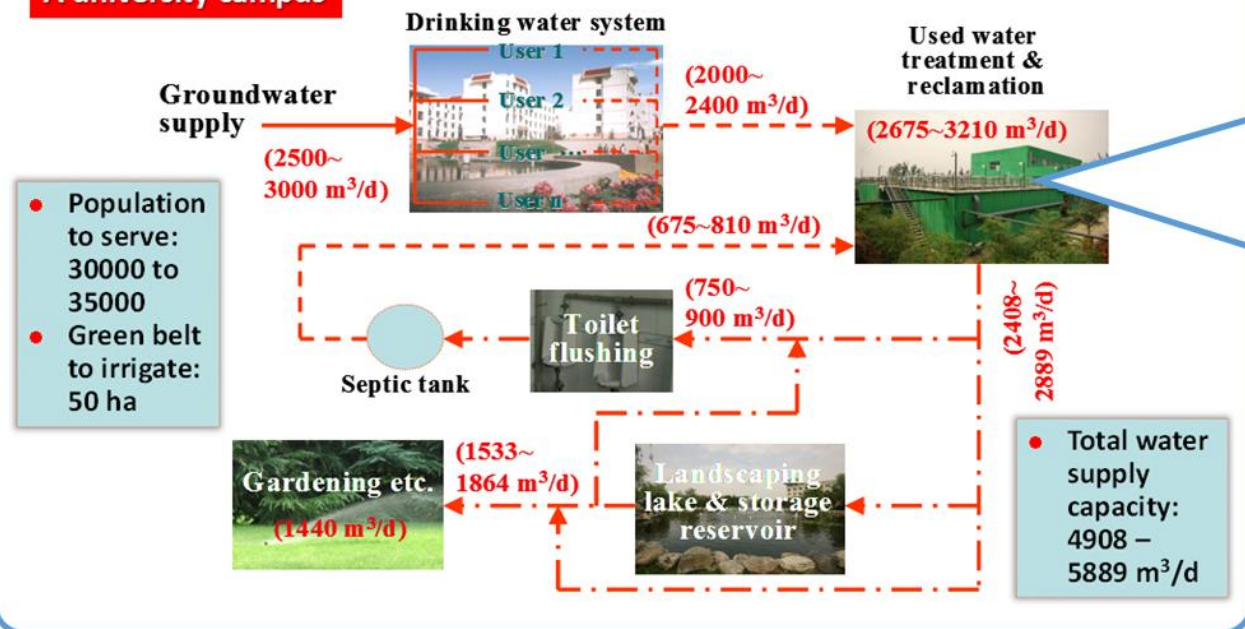 A university campus
Drinking water system
User 1
User 2
User ...
User n
Groundwater
supply
(2500~
3000 m³/d)
(2000~
2400 m³/d)
Used water
treatment &
reclamation
(2675~3210 m³/d)
● Population
to serve:
30000 to
35000
● Green belt
to irrigate:
50 ha
(675~810 m³/d)
(750~
900 m³/d)
Toilet
flushing
Septic tank
(2408~
2889 m³/d)
Gardening etc.
(1440 m³/d)
(1533~
1864 m³/d)
Landscaping
lake & storage
reservoir
● Total water
supply
capacity:
4908 –
5889 m³/d